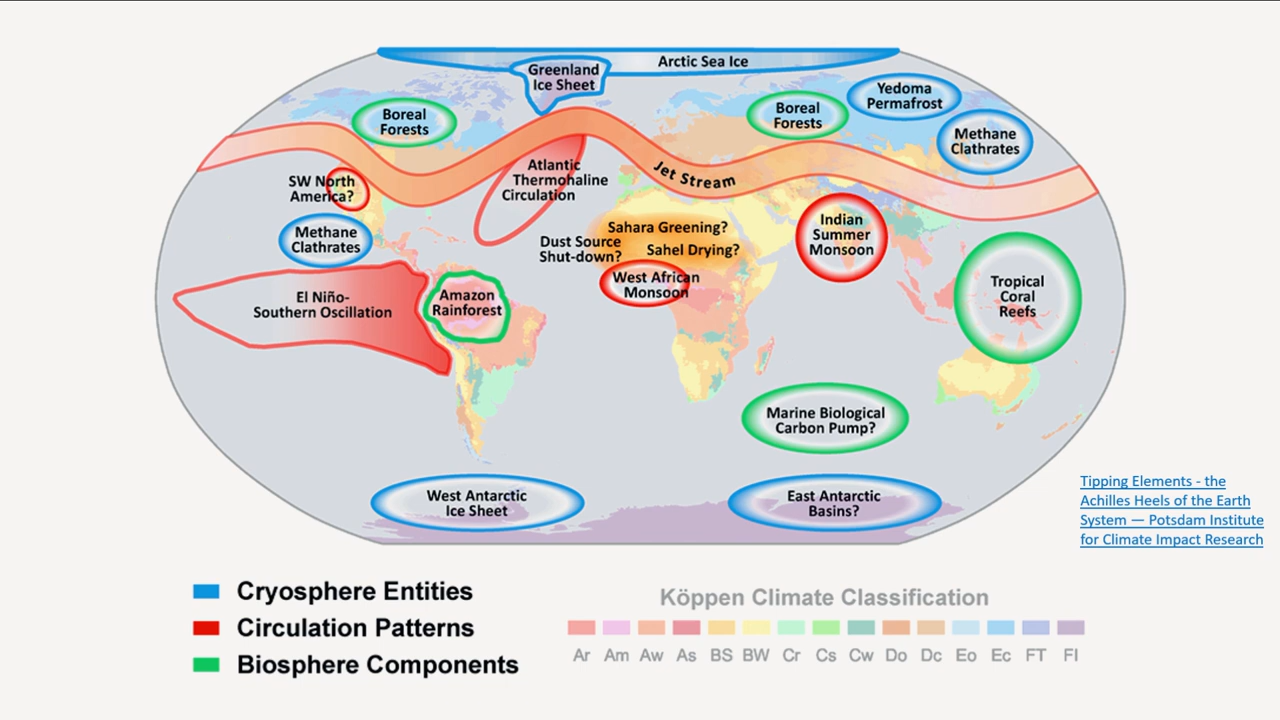 Arctic Sea Ice
Greenland
Ice Sheet
Yedoma
Permafrost
Boreal
Forests
Boreal
Forests
Methane
Clathrates
Atlantic
Thermohaline
Circulation
Jet Stream
SW North
America?
Methane
Clathrates
Sahara Greening?
Dust Source
Shut-down?
Sahel Drying?
Indian
Summer
Monsoon
West African
Monsoon
Tropical
Coral
Reefs
El Niño-
Southern Oscillation
Amazon
Rainforest
Marine Biological
Carbon Pump?
West Antarctic
Ice Sheet
East Antarctic
Basins?
Tipping Elements - the
Achilles Heels of the Earth
System — Potsdam Institute
for Climate Impact Research
Cryosphere Entities
Circulation Patterns
Biosphere Components
Köppen Climate Classification
Ar Am Aw As BS BW Cr Cs Cw Do Dc Eo Ec FT FI